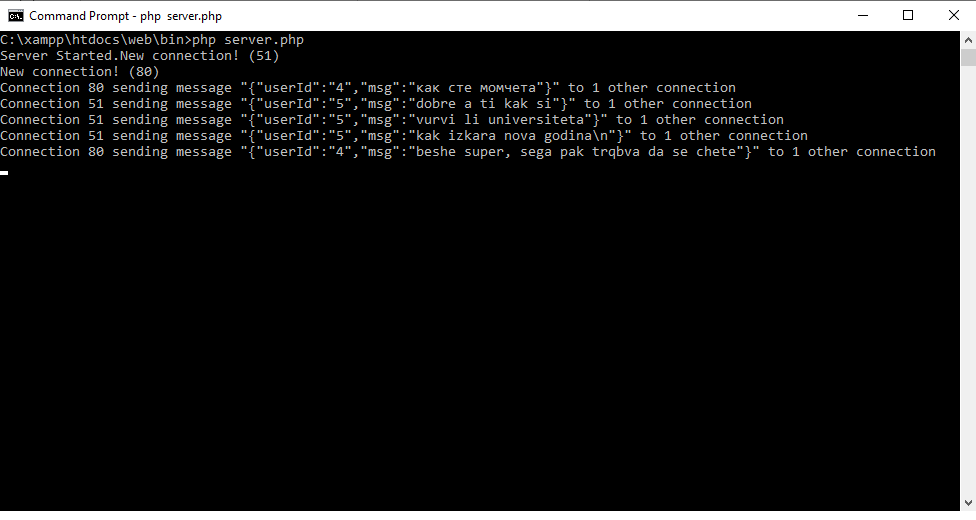 Command Prompt - php  server.php
C:\xampp\htdocs\web\bin>php server.php
Server Started.New connection! (51)
New connection! (80)
Connection 80 sending message "{"userId":"4","msg":"как сте момчета"}" to 1 other connection
Connection 51 sending message "{"userId":"5","msg":"dobre a ti kak si"}" to 1 other connection
Connection 51 sending message "{"userId":"5","msg":"vurvi li universiteta"}" to 1 other connection
Connection 51 sending message "{"userId":"5","msg":"kak izkara nova godina\n"}" to 1 other connection
Connection 80 sending message "{"userId":"4","msg":"beshe super, sega pak trqbva da se chete"}" to 1 other connection